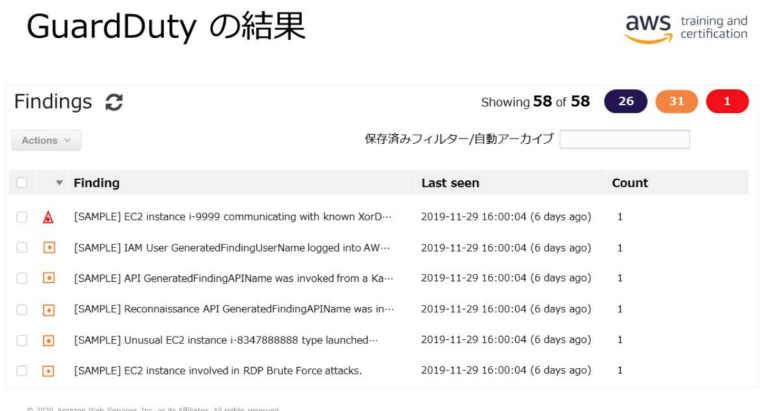 GuardDuty の結果
aws training and certification
Findings
Showing 58 of 58 26 31 1
Actions
保存済みフィルター/自動アーカイブ
Finding Last seen Count
[SAMPLE] EC2 instance i-9999 communicating with known XorD… 2019-11-29 16:00:04 (6 days ago) 1
[SAMPLE] IAM User GeneratedFindingUserName logged into AW… 2019-11-29 16:00:04 (6 days ago) 1
[SAMPLE] API GeneratedFindingAPIName was invoked from a Ka… 2019-11-29 16:00:04 (6 days ago) 1
[SAMPLE] Reconnaissance API GeneratedFindingAPIName was in… 2019-11-29 16:00:04 (6 days ago) 1
[SAMPLE] Unusual EC2 instance i-8347888888 type launched… 2019-11-29 16:00:04 (6 days ago) 1
[SAMPLE] EC2 instance involved in RDP Brute Force attacks. 2019-11-29 16:00:04 (6 days ago) 1
© 2020 Amazon Web Services, Inc. or its Affiliates. All rights reserved.